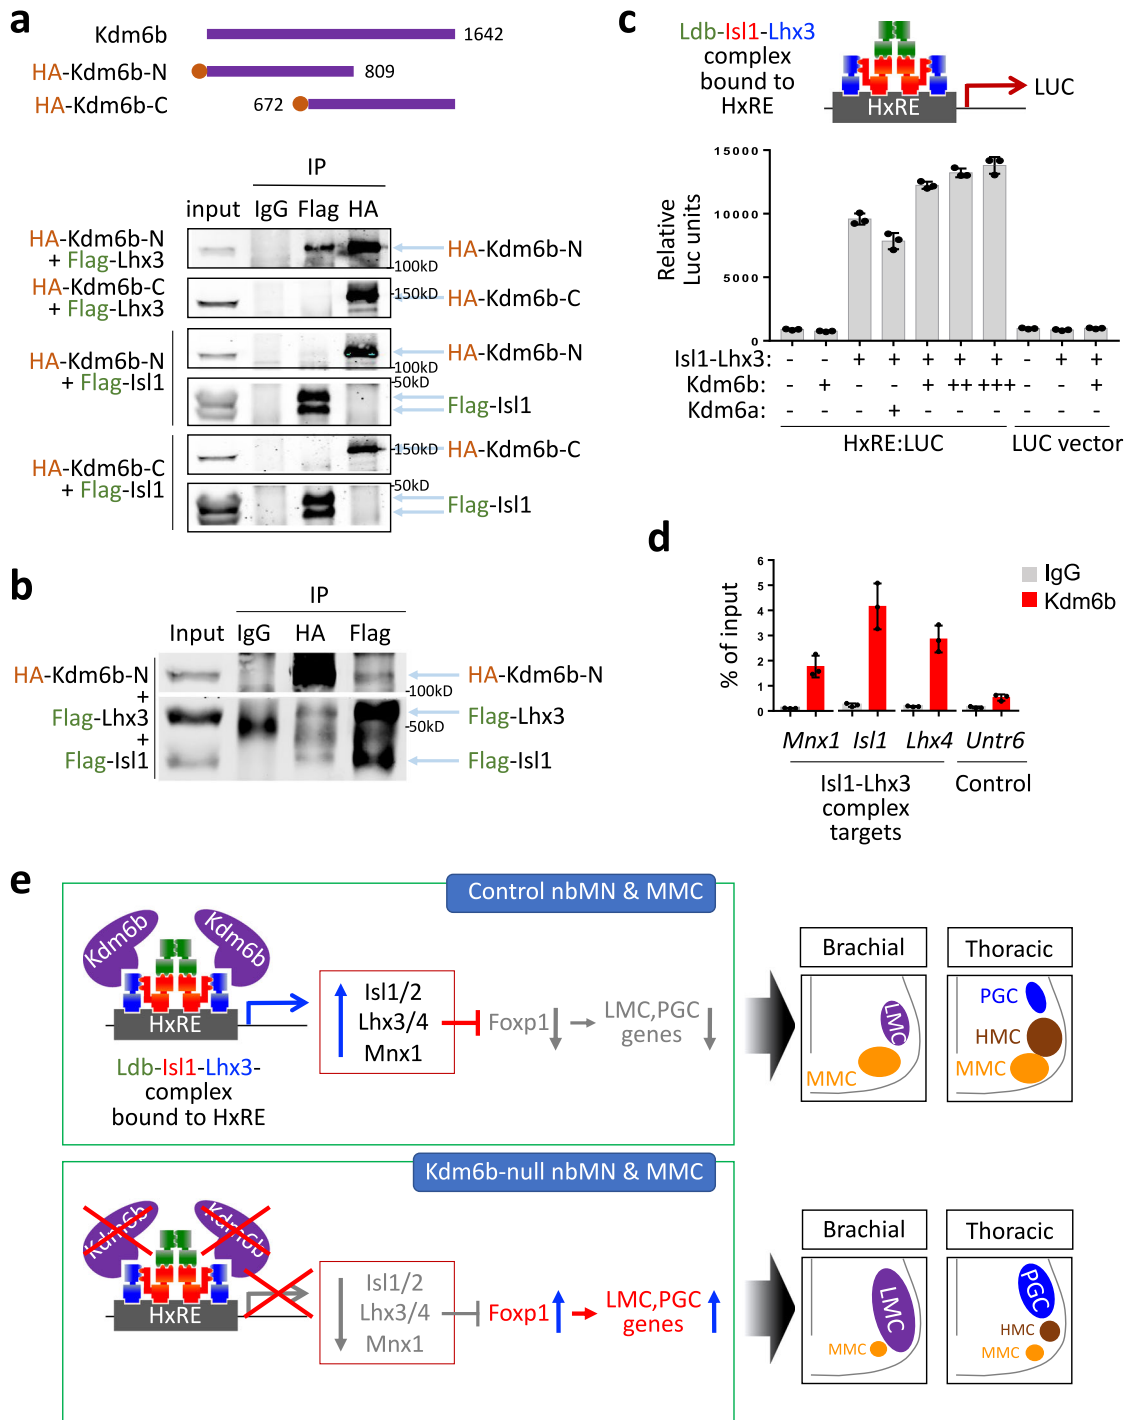 a
Kdm6b 1642
HA-Kdm6b-N 809
HA-Kdm6b-C 672
IP
input IgG Flag HA
HA-Kdm6b-N
+ Flag-Lhx3
HA-Kdm6b-N
-100kD
HA-Kdm6b-C
+ Flag-Lhx3
-150kD
HA-Kdm6b-C
HA-Kdm6b-N
+ Flag-Isl1
HA-Kdm6b-N
-100kD
-50kD
Flag-Isl1
HA-Kdm6b-C
+ Flag-Isl1
-150kD
HA-Kdm6b-C
-50kD
Flag-Isl1
b
IP
Input IgG HA Flag
HA-Kdm6b-N
+
Flag-Lhx3
+
Flag-Isl1
HA-Kdm6b-N
-100kD
Flag-Lhx3
-50kD
Flag-Isl1
c
Ldb-Isl1-Lhx3
complex
bound to
HxRE
HxRE
LUC
Relative
Luc units
15000
10000
5000
0
Isl1-Lhx3: - - + + + + + - + +
Kdm6b: - + - - + ++ +++ - - +
Kdm6a: - - - + - - - - - -
HxRE:LUC LUC vector
d
% of input
6
5
4
3
2
1
0
IgG
Kdm6b
Mnx1 Isl1 Lhx4 Untr6
Isl1-Lhx3
complex
targets
Control
e
Control nbMN & MMC
Kdm6b Kdm6b
HxRE
Ldb-Isl1-Lhx3-
complex
bound to HxRE
Isl1/2
Lhx3/4
Mnx1
Foxp1
LMC,PGC
genes
Brachial
LMC
MMC
Thoracic
PGC
HMC
MMC
Kdm6b-null nbMN & MMC
Kdm6b Kdm6b
HxRE
Isl1/2
Lhx3/4
Mnx1
Foxp1
LMC,PGC
genes
Brachial
LMC
MMC
Thoracic
PGC
HMC
MMC